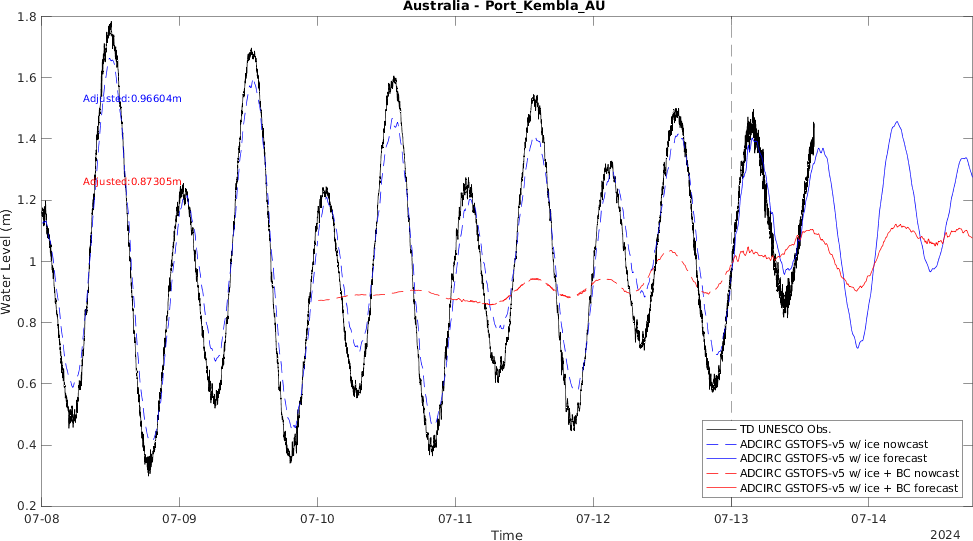 Australia - Port_Kembla_AU
1.8
1.6
1.4
1.2
1
0.8
0.6
0.4
0.2
Water Level (m)
Adjusted:0.96604m
Adjusted:0.87305m
TD UNESCO Obs.
ADCIRC GSTOFS-v5 w/ ice nowcast
ADCIRC GSTOFS-v5 w/ ice forecast
ADCIRC GSTOFS-v5 w/ ice + BC nowcast
ADCIRC GSTOFS-v5 w/ ice + BC forecast
07-08 07-09 07-10 07-11 07-12 07-13 07-14
Time
2024